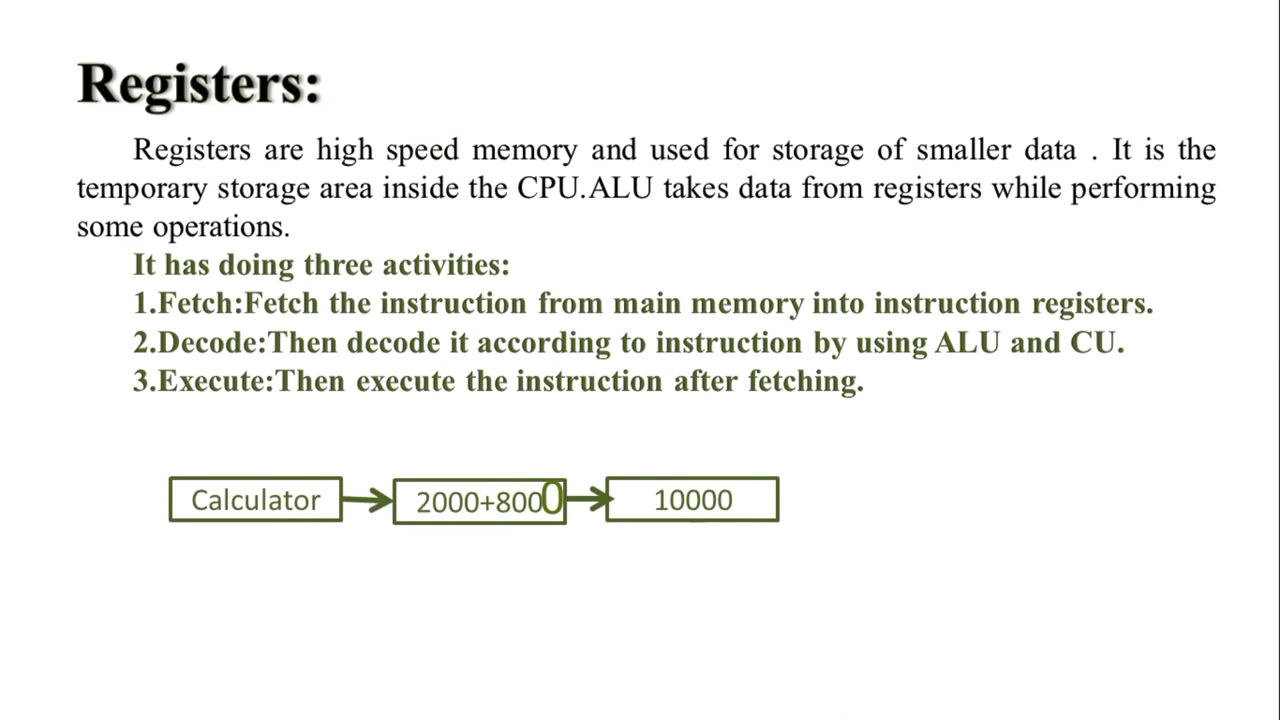 Registers:
Registers are high speed memory and used for storage of smaller data . It is the
temporary storage area inside the CPU.ALU takes data from registers while performing
some operations.
It has doing three activities:
1.Fetch:Fetch the instruction from main memory into instruction registers.
2.Decode:Then decode it according to instruction by using ALU and CU.
3.Execute:Then execute the instruction after fetching.
Calculator
2000+8000
10000